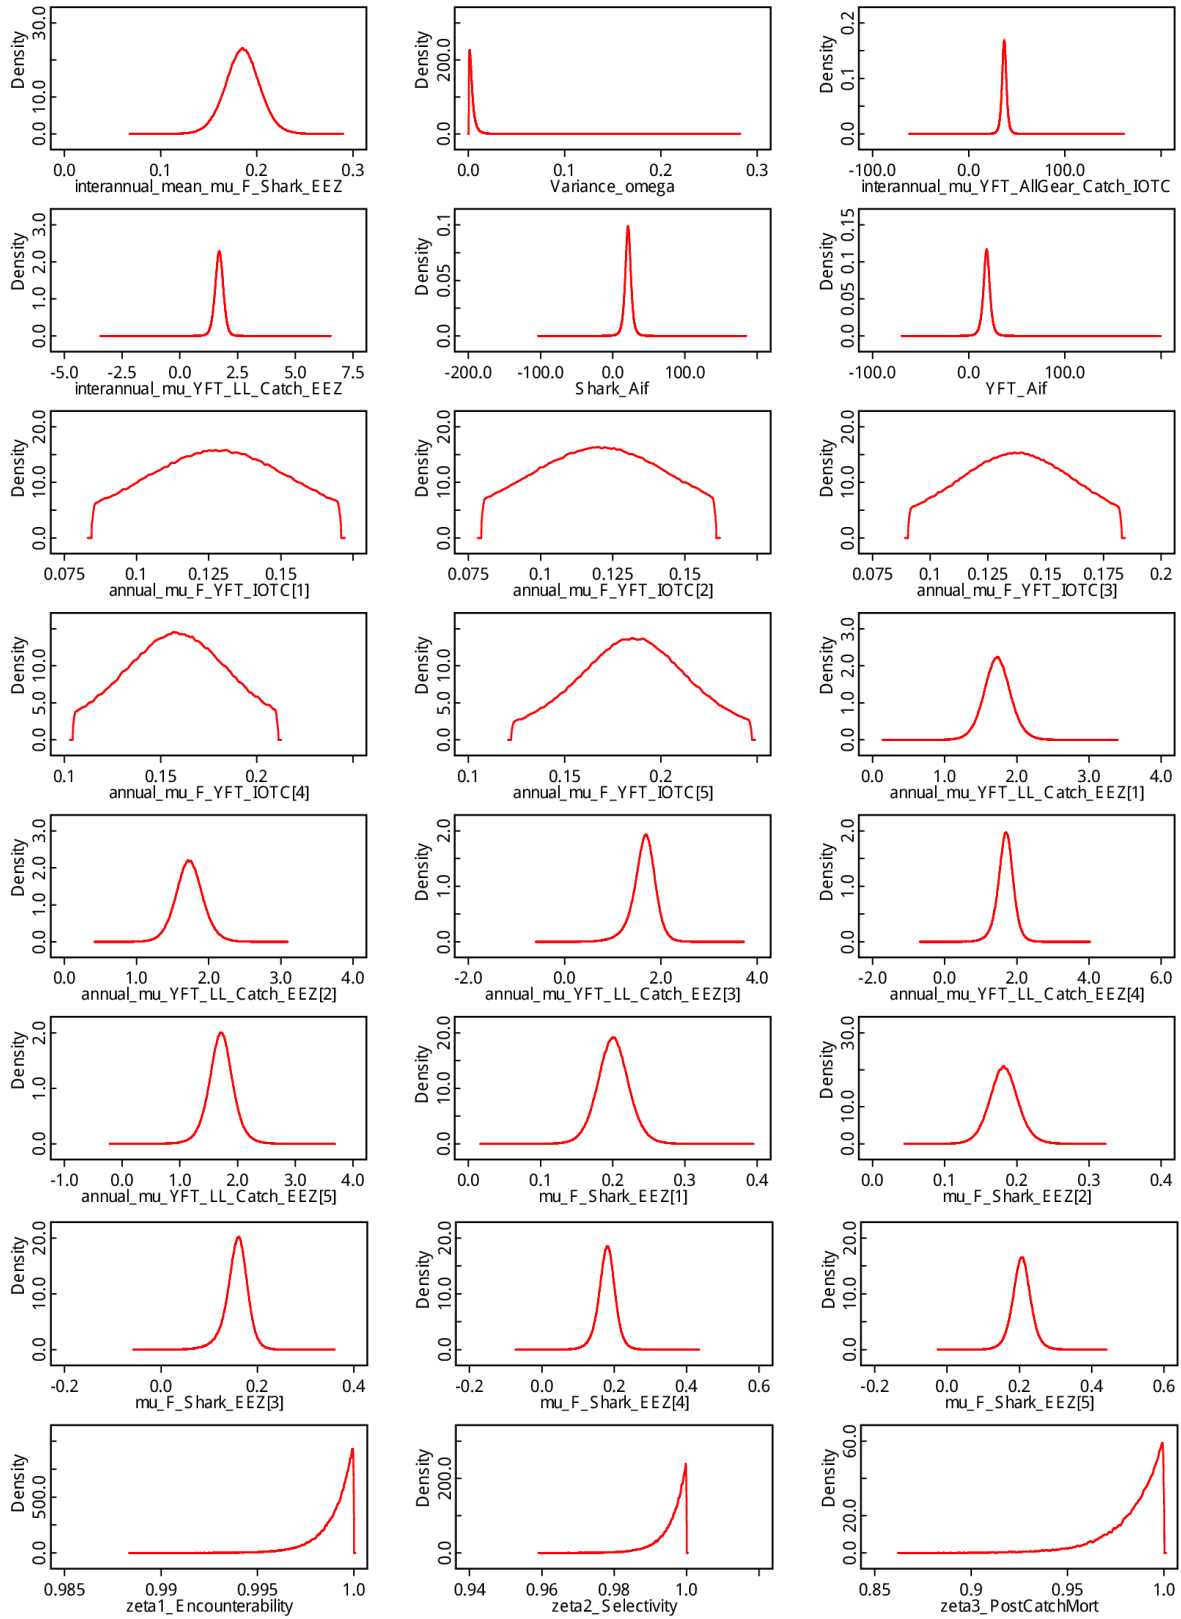 Density 0.0 10.0 30.0
0.0 0.1 0.2 0.3
interannual_mean_mu_F_Shark_EEZ
Density 0.0 200.0
0.0 0.1 0.2 0.3
Variance_omega
Density 0.0 0.1 0.2
-100.0 0.0 100.0
interannual_mu_YFT_AllGear_Catch_IOTC
Density 0.0 1.0 2.0 3.0
-5.0 -2.5 0.0 2.5 5.0 7.5
interannual_mu_YFT_LL_Catch_EEZ
Density 0.0 0.05 0.1
-200.0 -100.0 0.0 100.0
Shark_Aif
Density 0.0 0.05 0.10 0.15
-100.0 0.0 100.0
YFT_Aif
Density 0.0 10.0 20.0
0.075 0.1 0.125 0.15
annual_mu_F_YFT_IOTC[1]
Density 0.0 10.0 20.0
0.075 0.1 0.125 0.15
annual_mu_F_YFT_IOTC[2]
Density 0.0 10.0 20.0
0.075 0.1 0.125 0.15 0.175 0.2
annual_mu_F_YFT_IOTC[3]
Density 0.0 5.0 10.0
0.1 0.15 0.2
annual_mu_F_YFT_IOTC[4]
Density 0.0 5.0 10.0
0.1 0.15 0.2
annual_mu_F_YFT_IOTC[5]
Density 0.0 1.0 2.0 3.0
0.0 1.0 2.0 3.0 4.0
annual_mu_YFT_LL_Catch_EEZ[1]
Density 0.0 1.0 2.0 3.0
0.0 1.0 2.0 3.0 4.0
annual_mu_YFT_LL_Catch_EEZ[2]
Density 0.0 1.0 2.0
-2.0 0.0 2.0 4.0
annual_mu_YFT_LL_Catch_EEZ[3]
Density 0.0 1.0 2.0
-2.0 0.0 2.0 4.0 6.0
annual_mu_YFT_LL_Catch_EEZ[4]
Density 0.0 1.0 2.0
-1.0 0.0 1.0 2.0 3.0 4.0
annual_mu_YFT_LL_Catch_EEZ[5]
Density 0.0 10.0 20.0
0.0 0.1 0.2 0.3 0.4
mu_F_Shark_EEZ[1]
Density 0.0 10.0 30.0
0.0 0.1 0.2 0.3 0.4
mu_F_Shark_EEZ[2]
Density 0.0 10.0 20.0
-0.2 0.0 0.2 0.4
mu_F_Shark_EEZ[3]
Density 0.0 10.0 20.0
-0.2 0.0 0.2 0.4 0.6
mu_F_Shark_EEZ[4]
Density 0.0 10.0 20.0
-0.2 0.0 0.2 0.4 0.6
mu_F_Shark_EEZ[5]
Density 0.0 500.0
0.985 0.99 0.995 1.0
zeta1_Encounterability
Density 0.0 200.0
0.94 0.96 0.98 1.0
zeta2_Selectivity
Density 0.0 20.0 60.0
0.85 0.9 0.95 1.0
zeta3_PostCatchMort